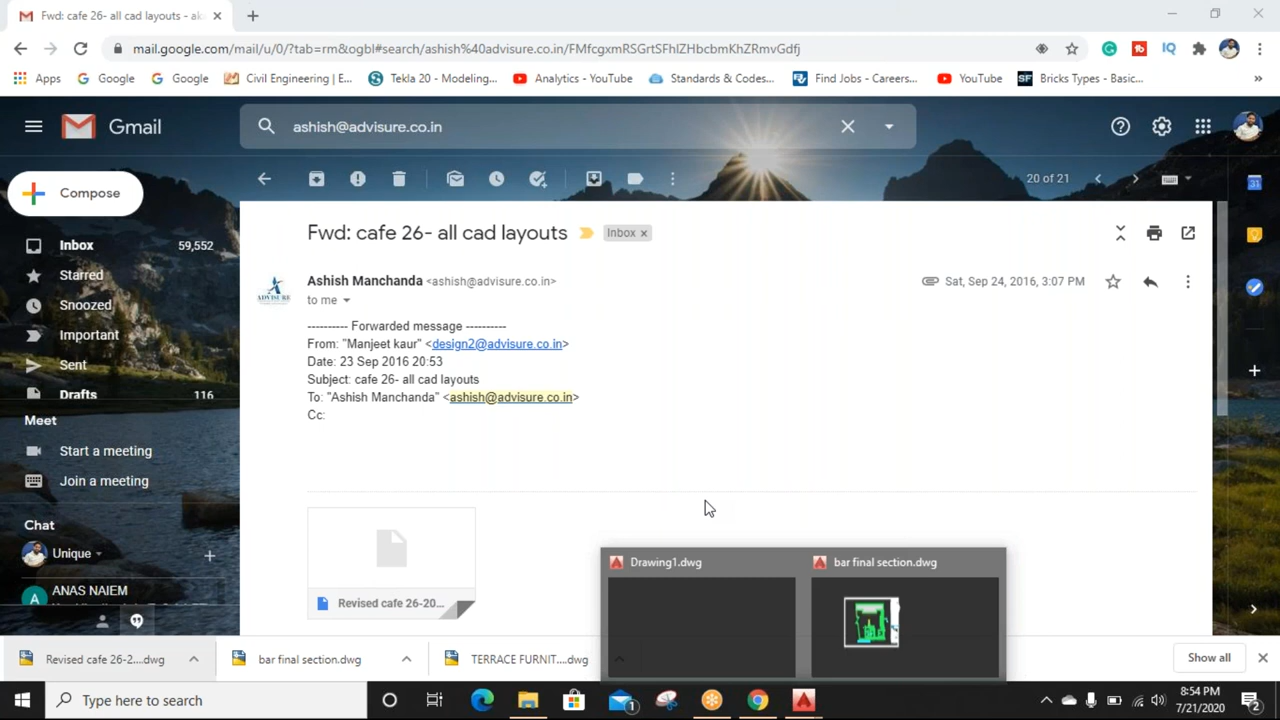 Fwd: cafe 26- all cad layouts - aka
mail.google.com/mail/u/0/?tab=rm&ogbl#search/ashish%40advisure.co.in/FMfcgxmRSGrtSFhlZHbcbmKhZRmvGdfj
Apps Google Google Civil Engineering | E... Tekla 20 - Modeling... Analytics - YouTube Standards & Codes... Find Jobs - Careers... YouTube Bricks Types - Basic... »
Gmail ashish@advisure.co.in
Compose 20 of 21
Fwd: cafe 26- all cad layouts Inbox x
Inbox 59,552
Starred
Snoozed
Important
Sent
Drafts 116
Meet
Start a meeting
Join a meeting
Chat
Unique
ANAS NAIEM
ADVISURE
Ashish Manchanda <ashish@advisure.co.in> Sat, Sep 24, 2016, 3:07 PM
to me
---------- Forwarded message ----------
From: "Manjeet kaur" <design2@advisure.co.in>
Date: 23 Sep 2016 20:53
Subject: cafe 26- all cad layouts
To: "Ashish Manchanda" <ashish@advisure.co.in>
Cc:
Revised cafe 26-20...
Drawing1.dwg bar final section.dwg
Revised cafe 26-2....dwg bar final section.dwg TERRACE FURNIT....dwg Show all
Type here to search
8:54 PM
7/21/2020